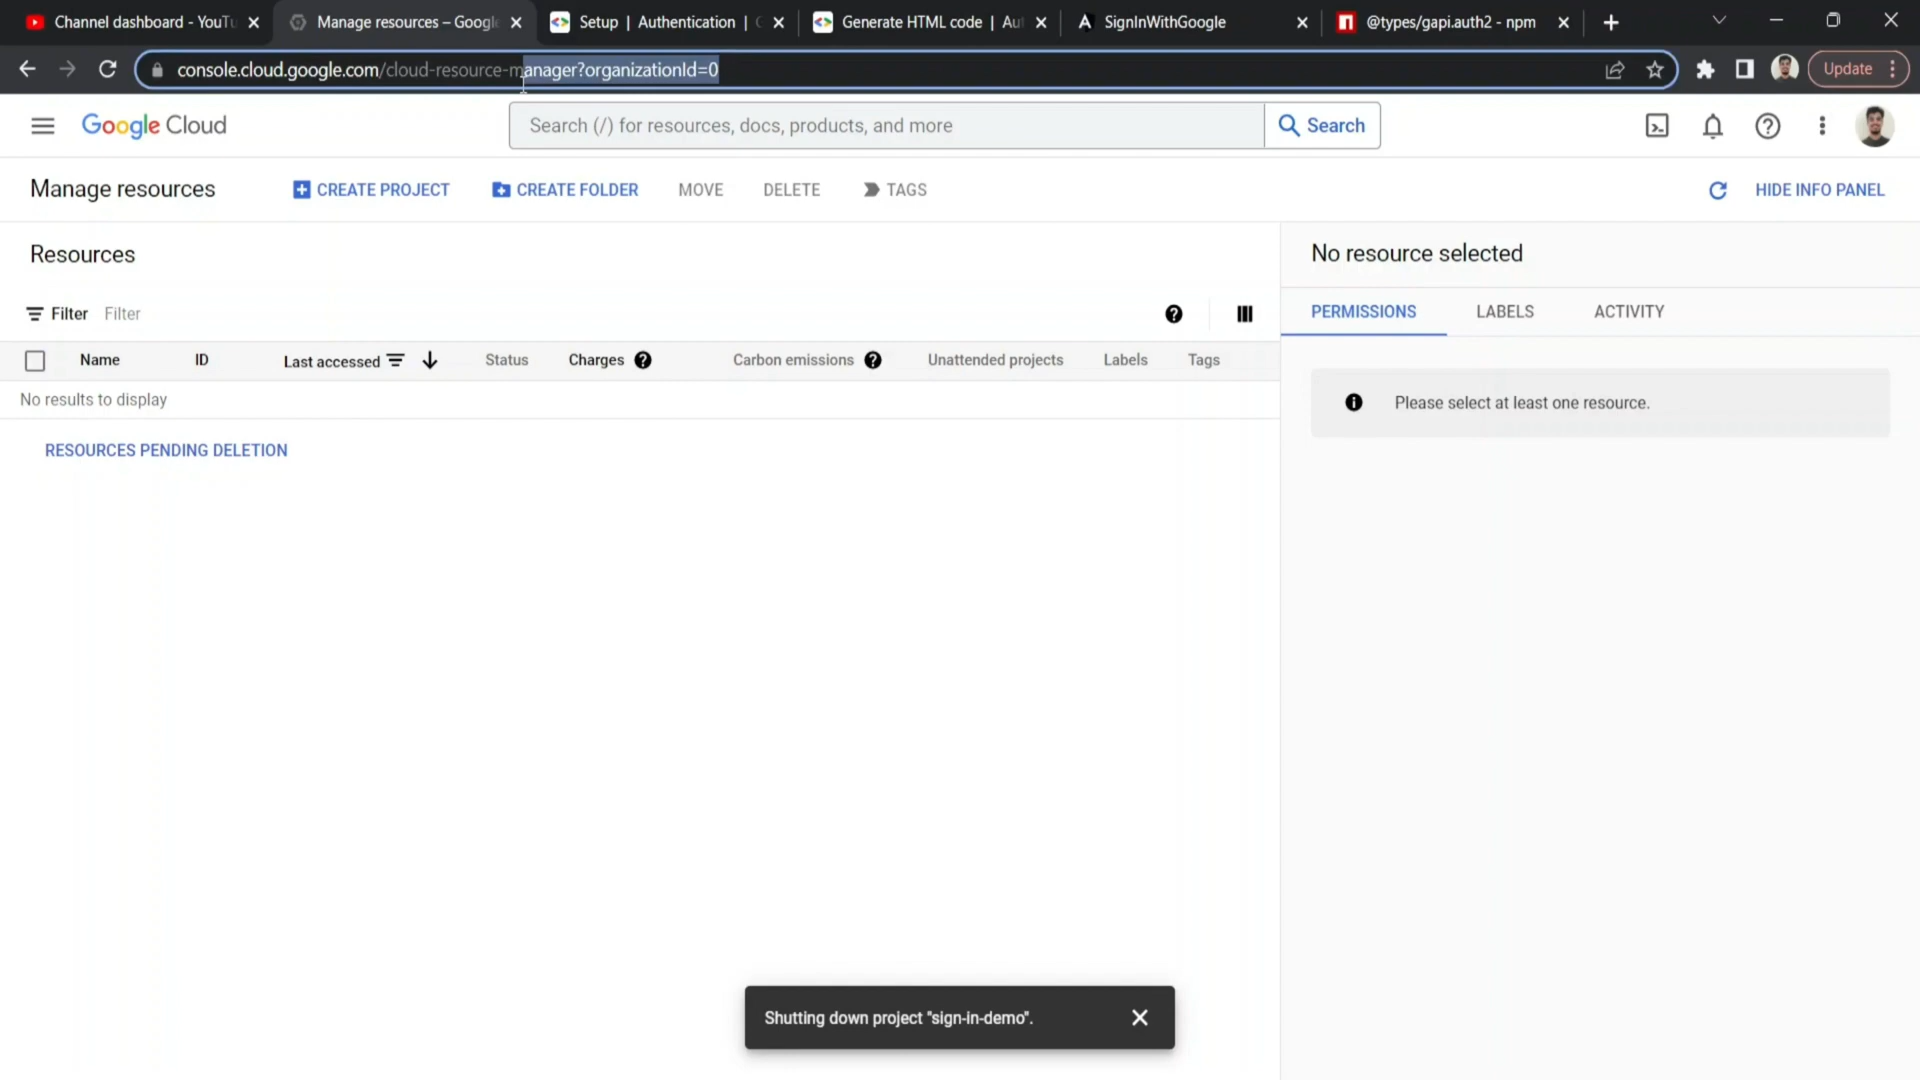 Channel dashboard - YouTu
Manage resources – Google
Setup | Authentication | G
Generate HTML code | Aut
SignInWithGoogle
@types/gapi.auth2 - npm
console.cloud.google.com/cloud-resource-manager?organizationId=0
Update
Google Cloud
Search (/) for resources, docs, products, and more
Search
Manage resources
CREATE PROJECT
CREATE FOLDER
MOVE
DELETE
TAGS
HIDE INFO PANEL
Resources
No resource selected
Filter Filter
PERMISSIONS
LABELS
ACTIVITY
Name
ID
Last accessed
Status
Charges
Carbon emissions
Unattended projects
Labels
Tags
No results to display
Please select at least one resource.
RESOURCES PENDING DELETION
Shutting down project "sign-in-demo".